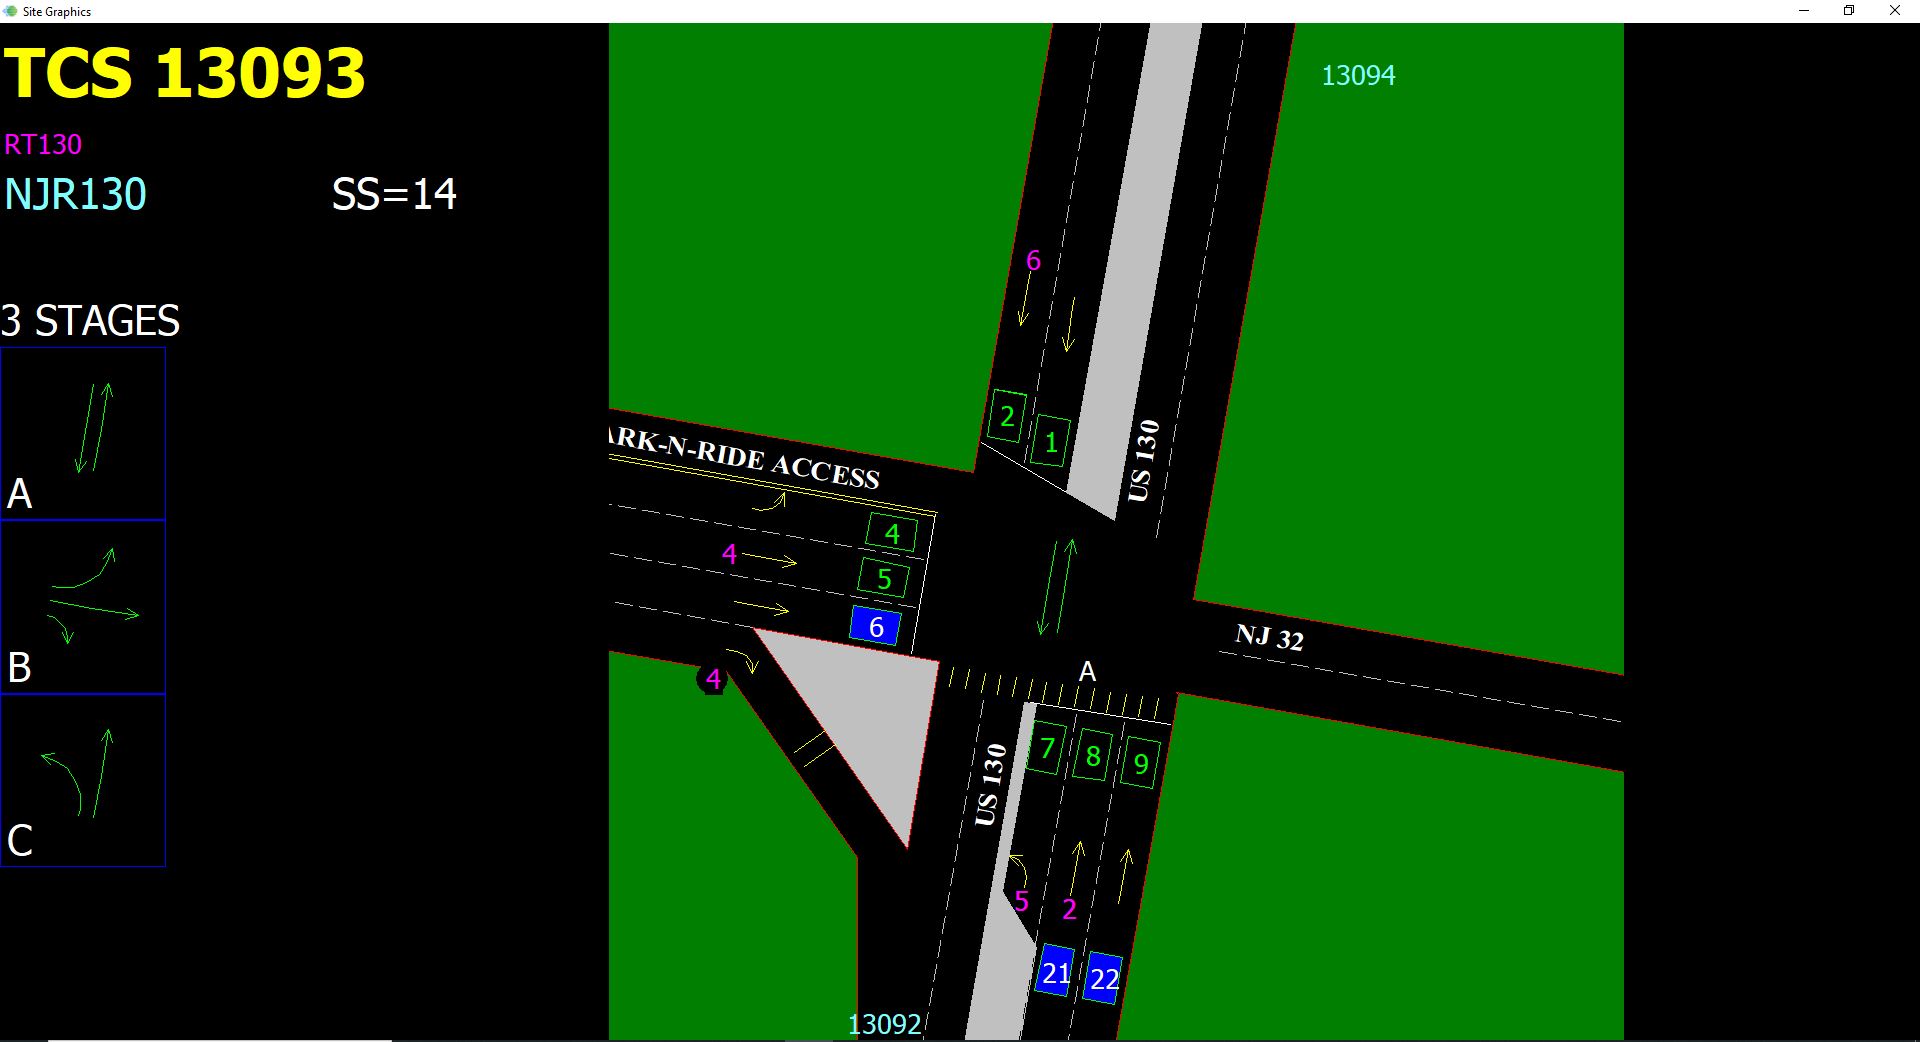 Site Graphics
TCS 13093
RT130
NJR130
SS=14
3 STAGES
A
B
C
13094
6
2
1
US 130
ARK-N-RIDE ACCESS
4
4
5
6
4
NJ 32
A
7
8
9
US 130
5
2
21
22
13092